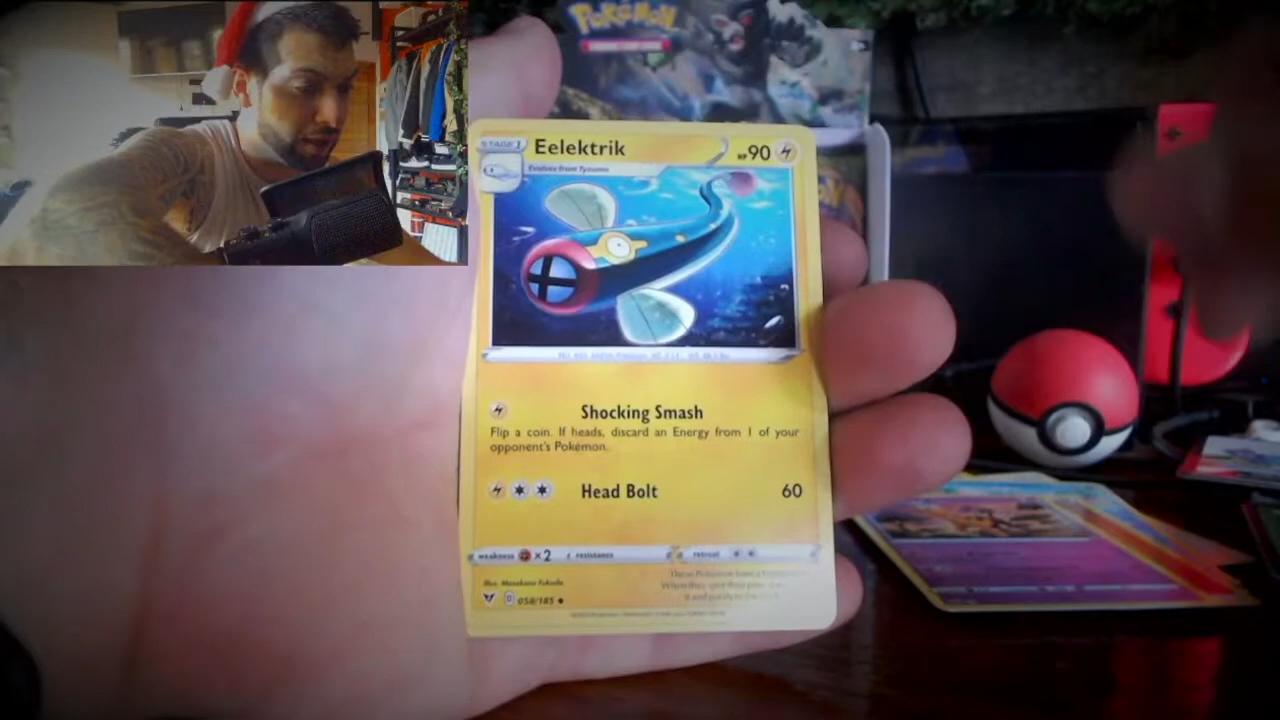 Pokémon
STAGE 1
Eelektrik
HP 90
Evolves from Tynamo
Shocking Smash
Flip a coin. If heads, discard an Energy from 1 of your
opponent's Pokémon.
Head Bolt 60
weakness ×2 resistance retreat
Illus. Masakazu Fukuda
D 058/185